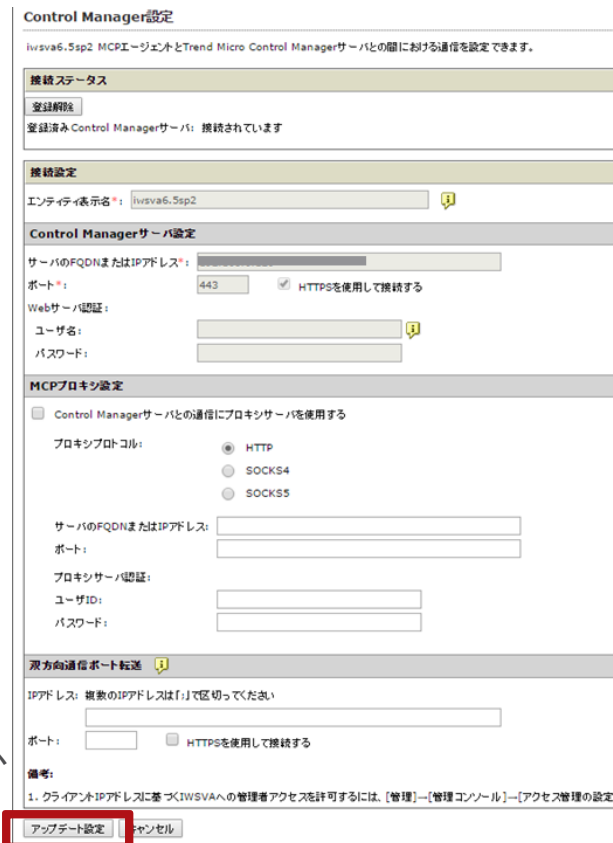 Control Manager設定
iwsva6.5sp2 MCPエージェントとTrend Micro Control Managerサーバとの間における通信を設定できます。
接続ステータス
登録解除
登録済みControl Managerサーバ: 接続されています
接続設定
エンティティ表示名*: iwsva6.5sp2
Control Managerサーバ設定
サーバのFQDNまたはIPアドレス*:
ポート*: 443 HTTPSを使用して接続する
Webサーバ認証:
ユーザ名:
パスワード:
MCPプロキシ設定
Control Managerサーバとの通信にプロキシサーバを使用する
プロキシプロトコル: HTTP
SOCKS4
SOCKS5
サーバのFQDNまたはIPアドレス:
ポート:
プロキシサーバ認証:
ユーザID:
パスワード:
双方向通信ポート転送
IPアドレス: 複数のIPアドレスは「;」で区切ってください
ポート: HTTPSを使用して接続する
備考:
1. クライアントIPアドレスに基づくIWSVAへの管理者アクセスを許可するには、[管理]→[管理コンソール]→[アクセス管理の設定
アップデート設定 キャンセル